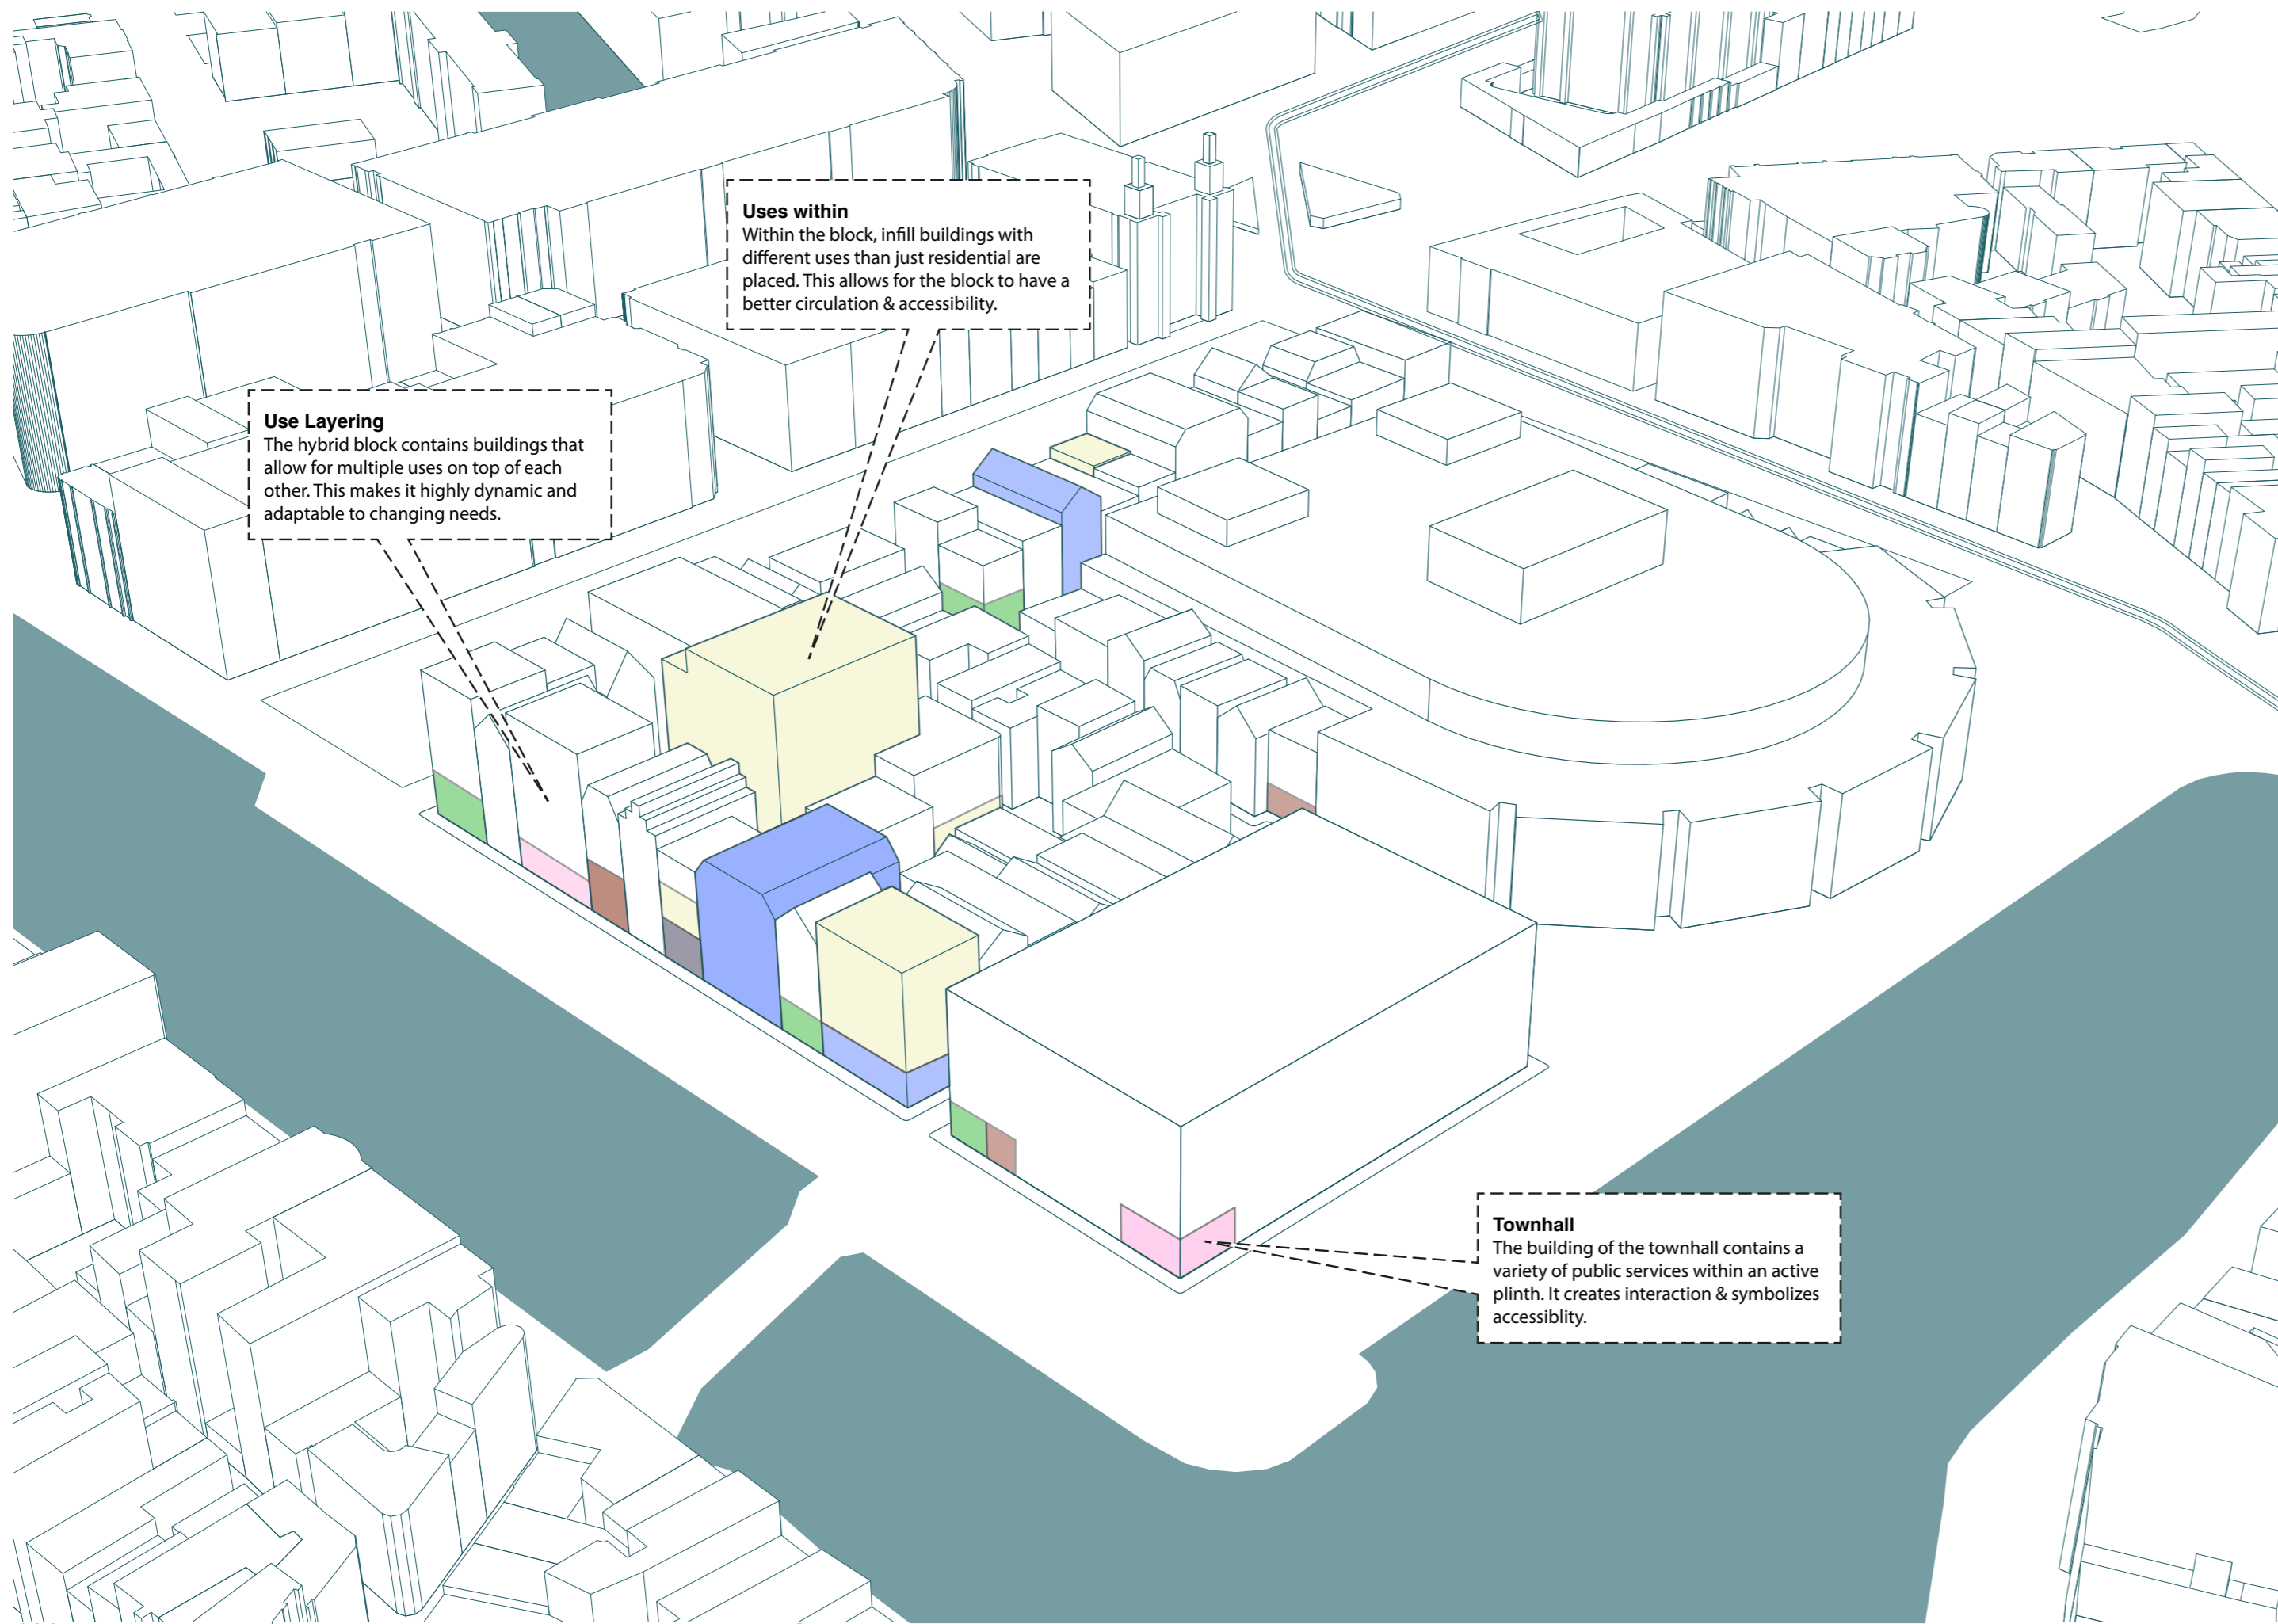 Uses within
Within the block, infill buildings with
different uses than just residential are
placed. This allows for the block to have a
better circulation & accessibility.
Use Layering
The hybrid block contains buildings that
allow for multiple uses on top of each
other. This makes it highly dynamic and
adaptable to changing needs.
Townhall
The building of the townhall contains a
variety of public services within an active
plinth. It creates interaction & symbolizes
accessiblity.